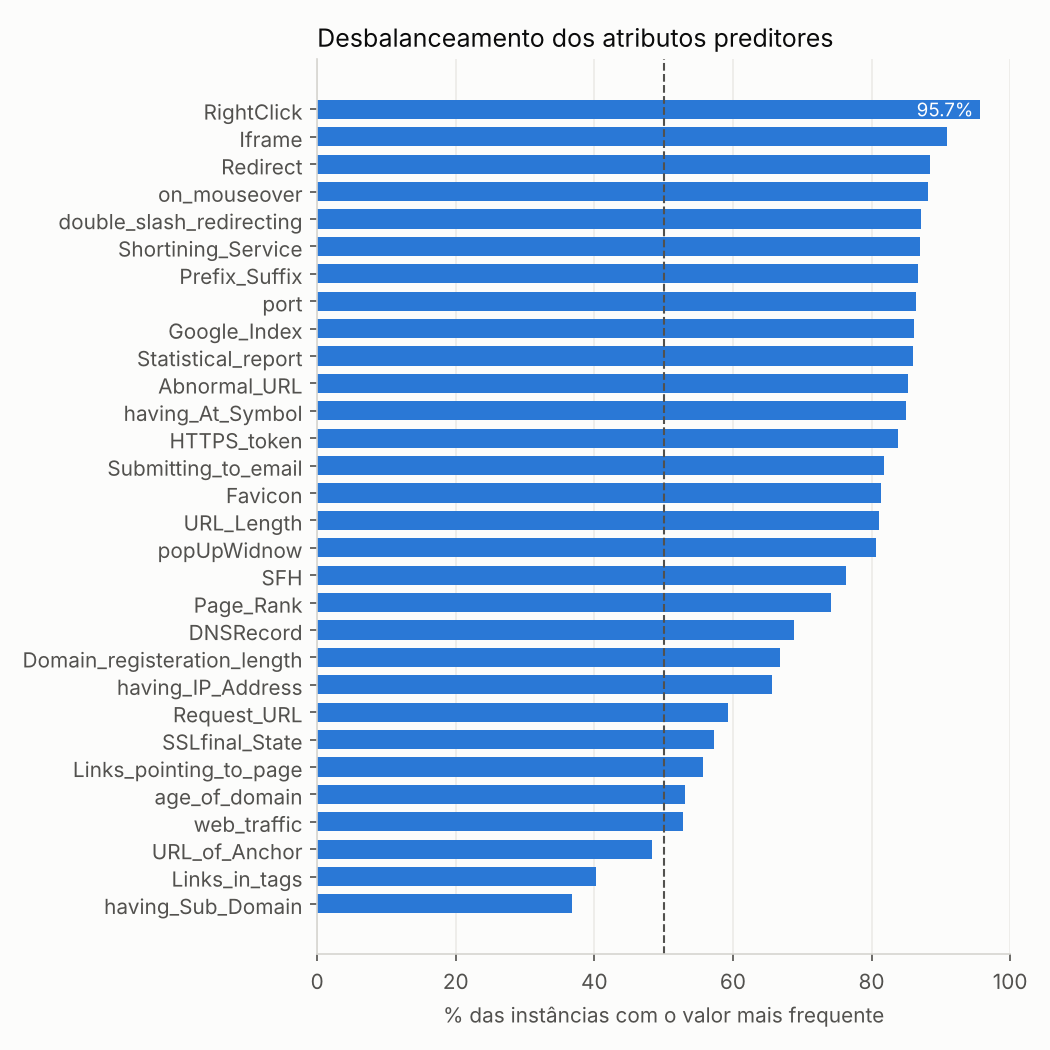 Desbalanceamento dos atributos preditores
RightClick
95.7%
Iframe
Redirect
on_mouseover
double_slash_redirecting
Shortining_Service
Prefix_Suffix
port
Google_Index
Statistical_report
Abnormal_URL
having_At_Symbol
HTTPS_token
Submitting_to_email
Favicon
URL_Length
popUpWidnow
SFH
Page_Rank
DNSRecord
Domain_registeration_length
having_IP_Address
Request_URL
SSLfinal_State
Links_pointing_to_page
age_of_domain
web_traffic
URL_of_Anchor
Links_in_tags
having_Sub_Domain
0 20 40 60 80 100
% das instâncias com o valor mais frequente